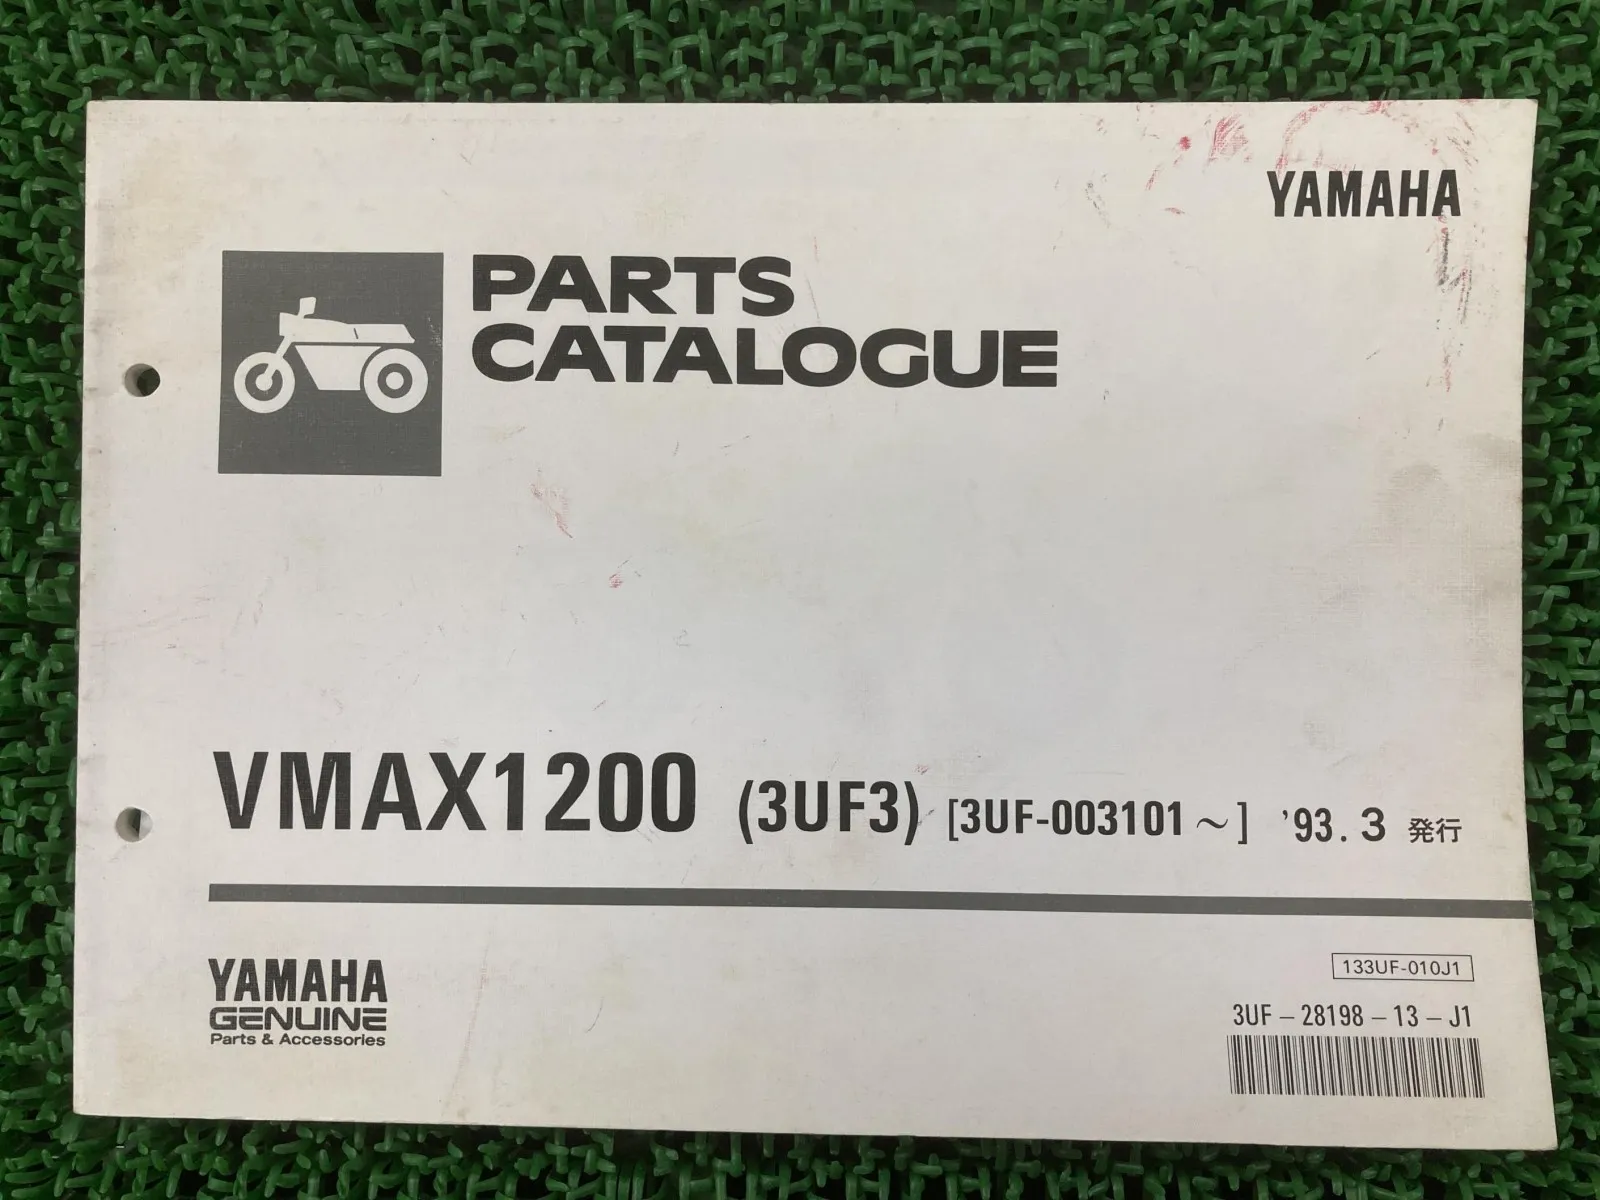 YAMAHA
PARTS
CATALOGUE
VMAX1200 (3UF3) [3UF-003101～] '93.3 発行
YAMAHA
GENUINE
Parts & Accessories
133UF-010J1
3UF－28198－13－J1